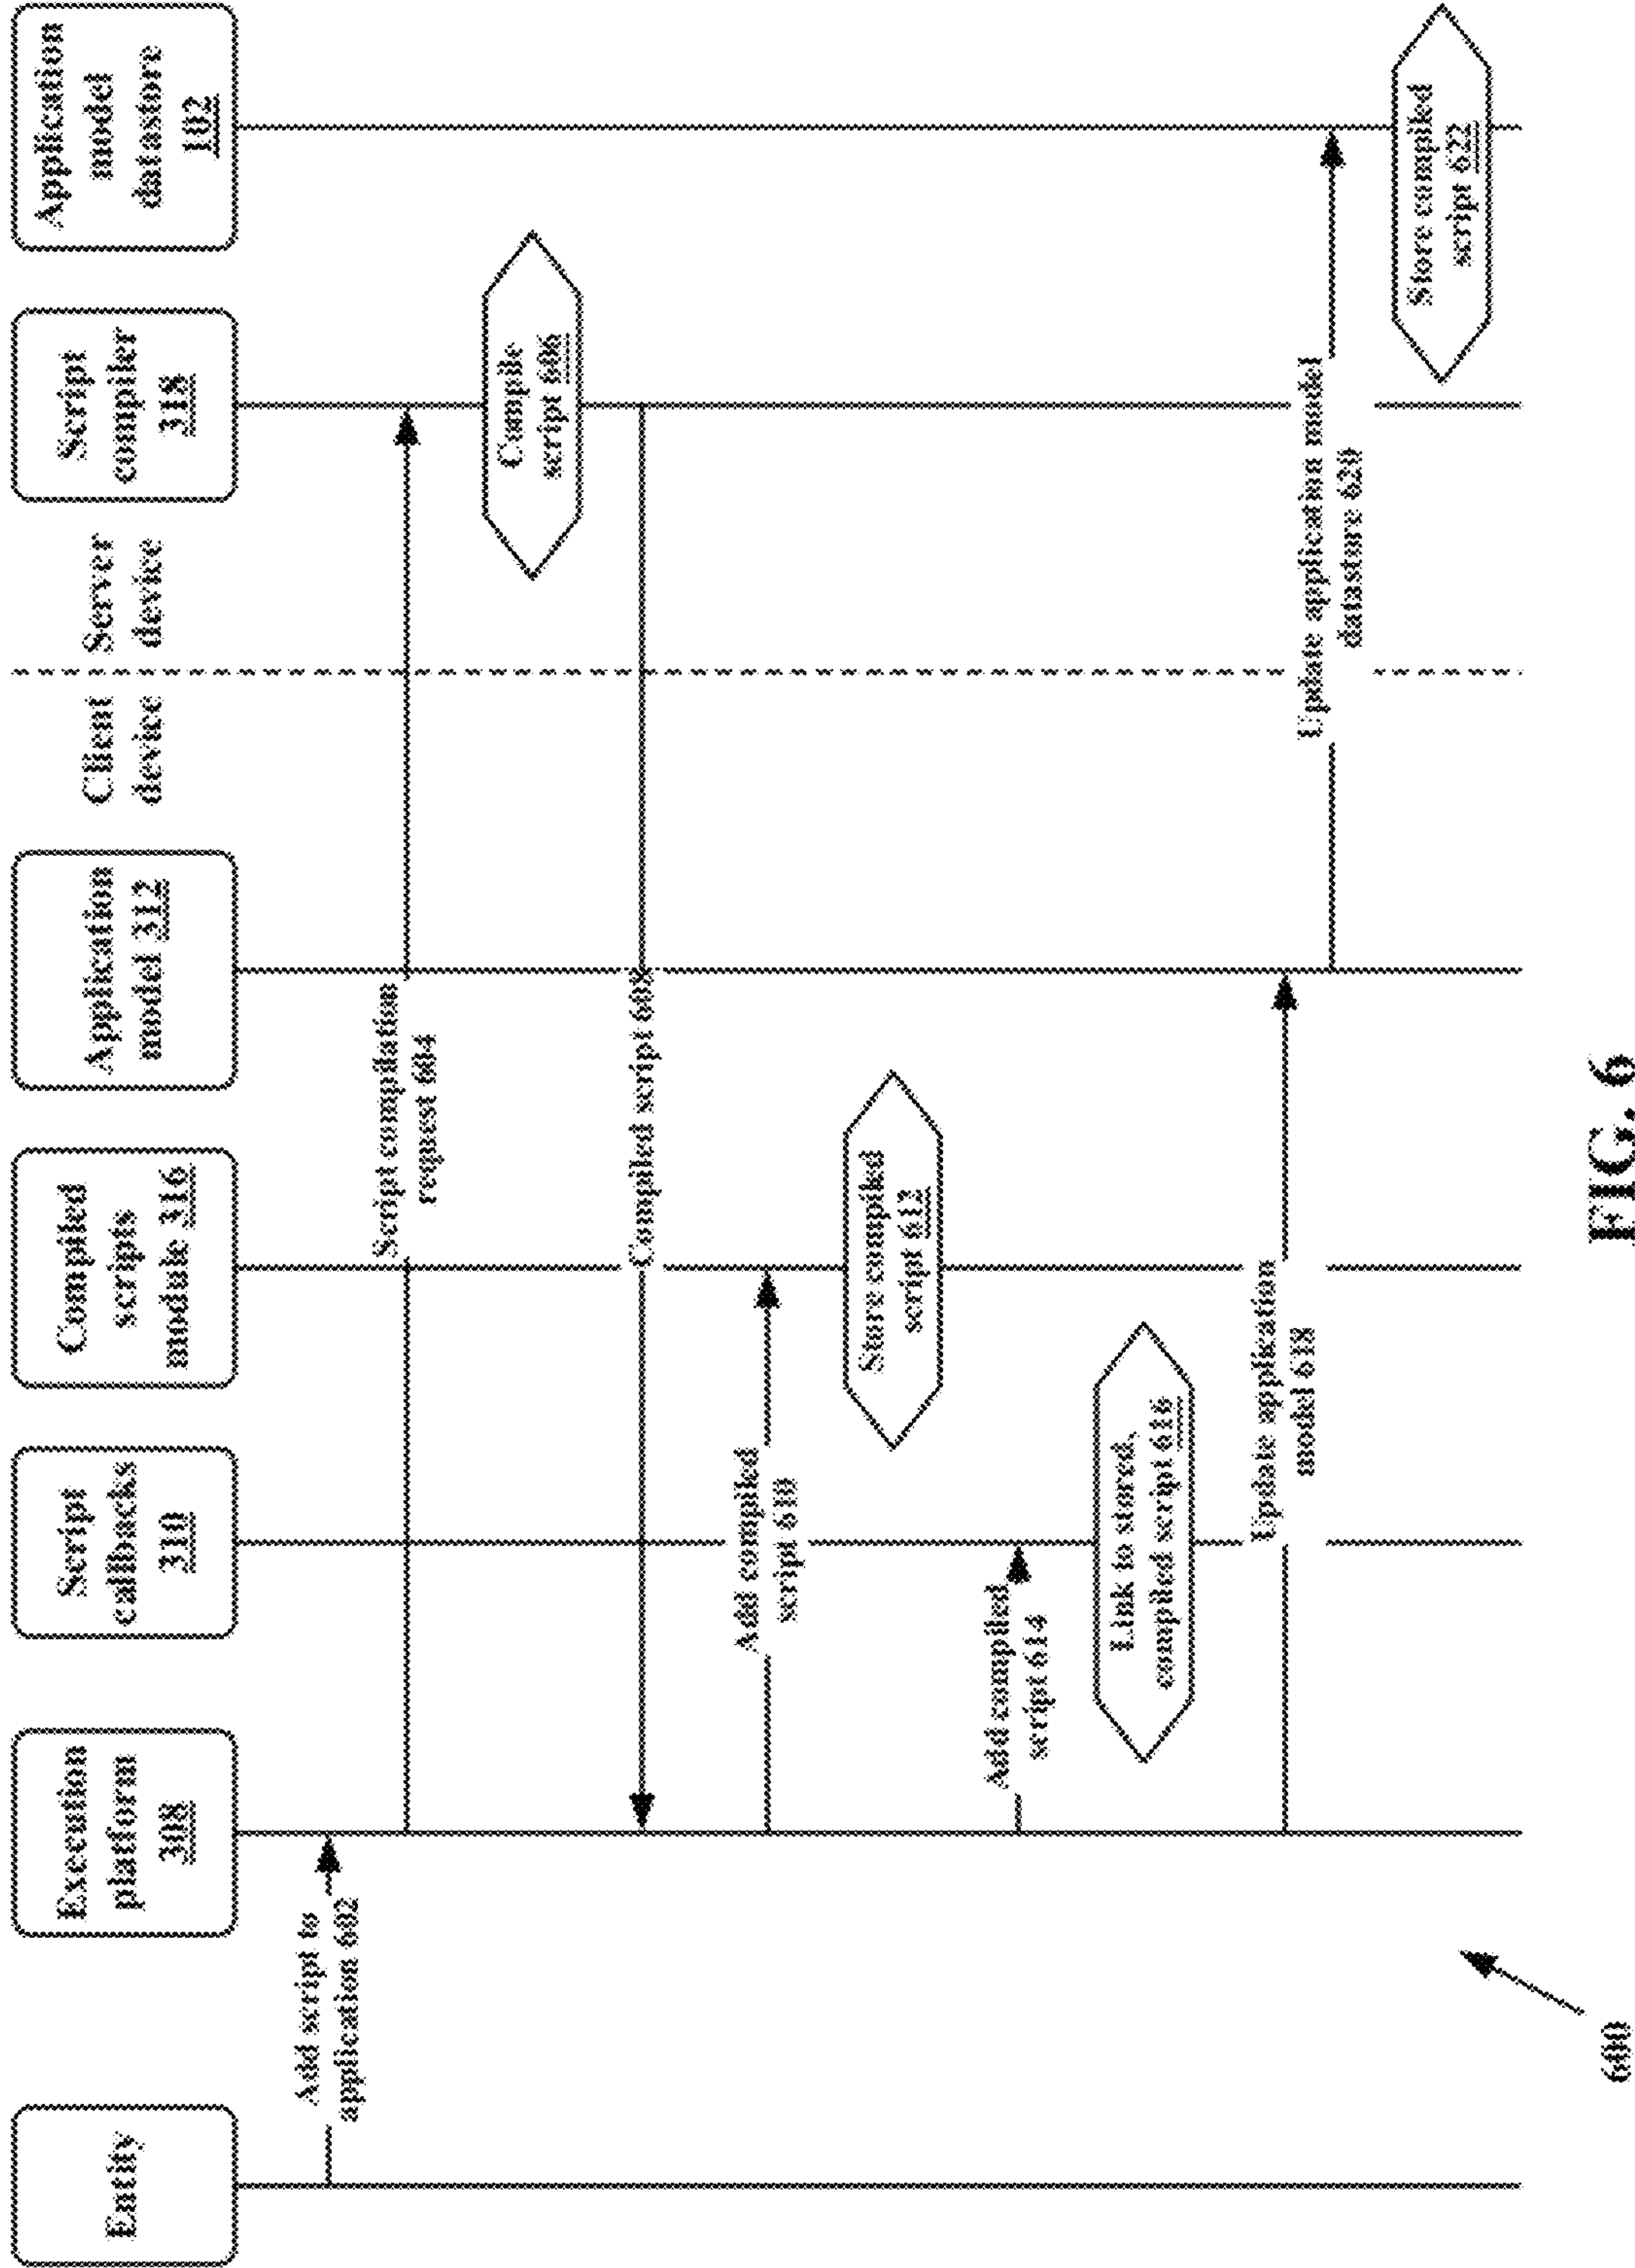 Entity
Execution
platform
308
Script
callbacks
310
Compiled
scripts
module 316
Application
model 312
Client
device
Server
device
Script
compiler
318
Application
model
datastore
102
Add script to
application 602
Script compilation
request 604
Compile
script 606
Compiled script 608
Add compiled
script 610
Store compiled
script 612
Add compiled
script 614
Link to stored,
compiled script 616
Update application
model 618
Update application model
datastore 620
Store compiled
script 622
600
FIG. 6